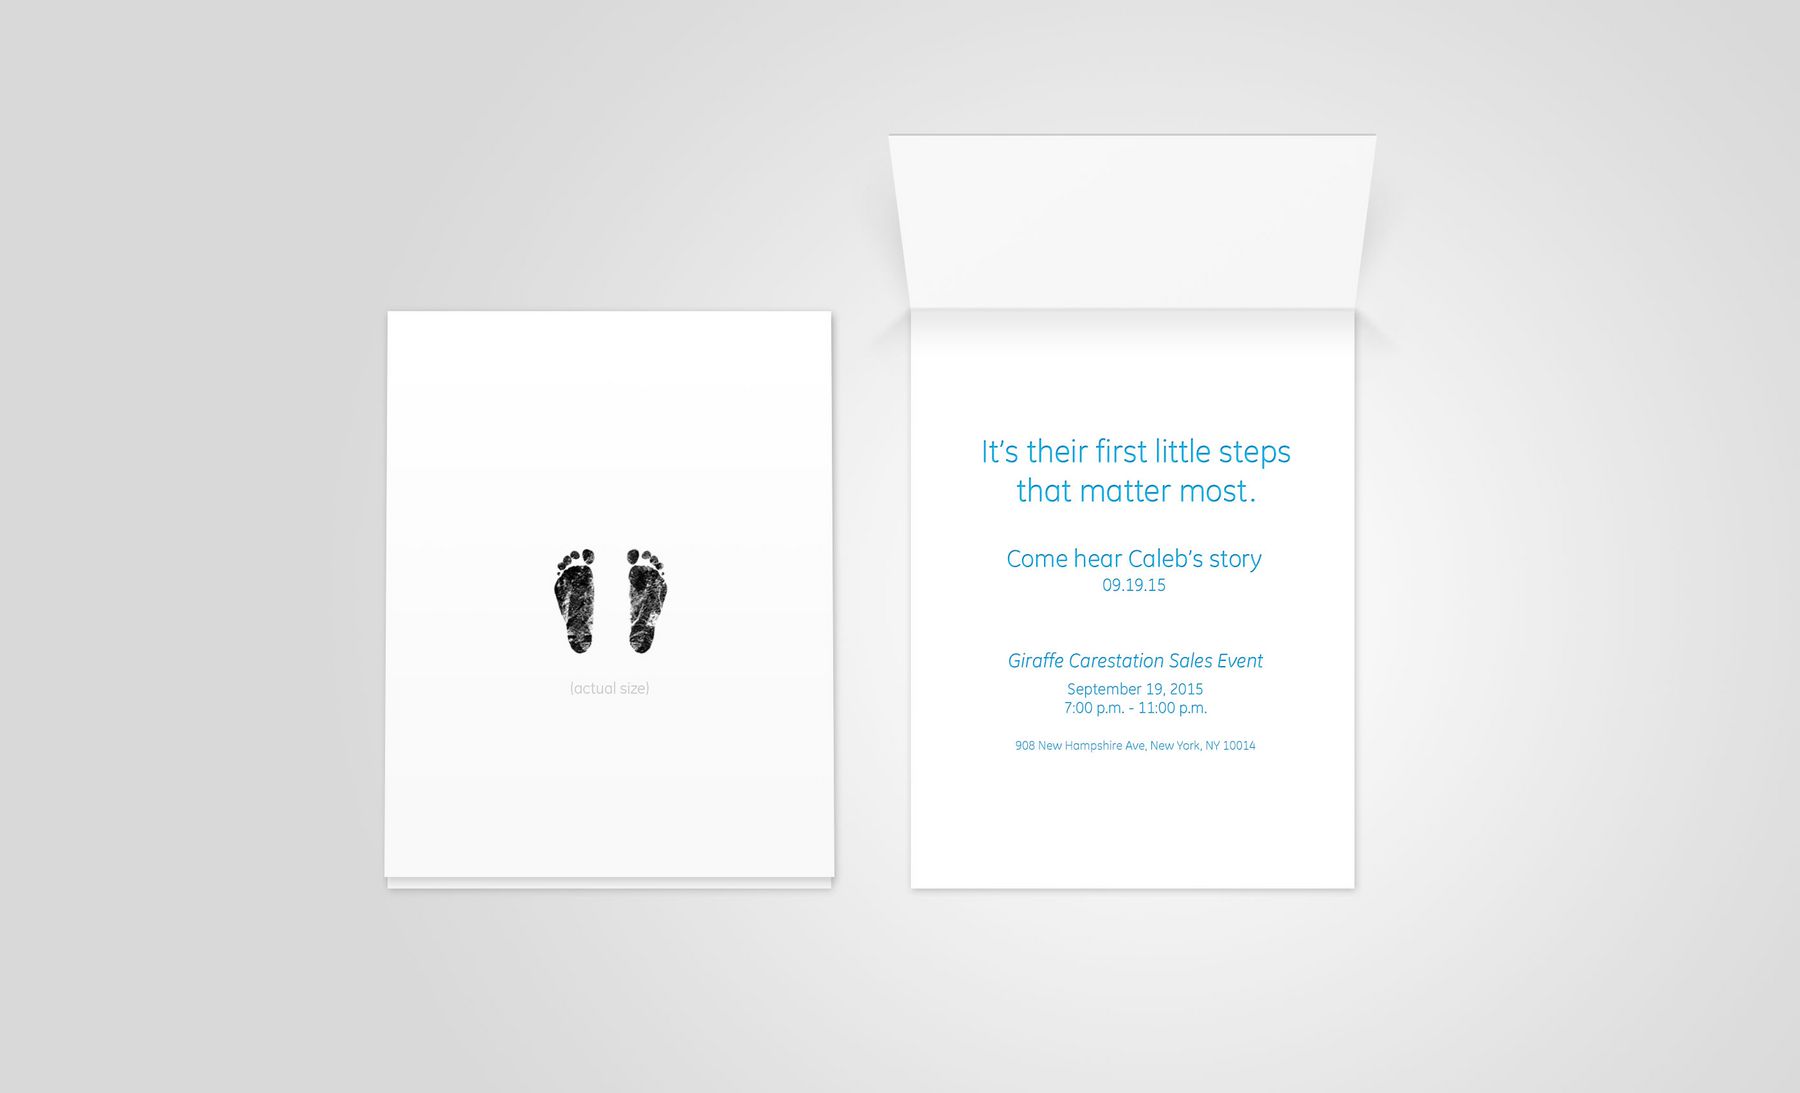 (actual size)
It's their first little steps
that matter most.
Come hear Caleb's story
09.19.15
Giraffe Carestation Sales Event
September 19, 2015
7:00 p.m. - 11:00 p.m.
908 New Hampshire Ave, New York, NY 10014